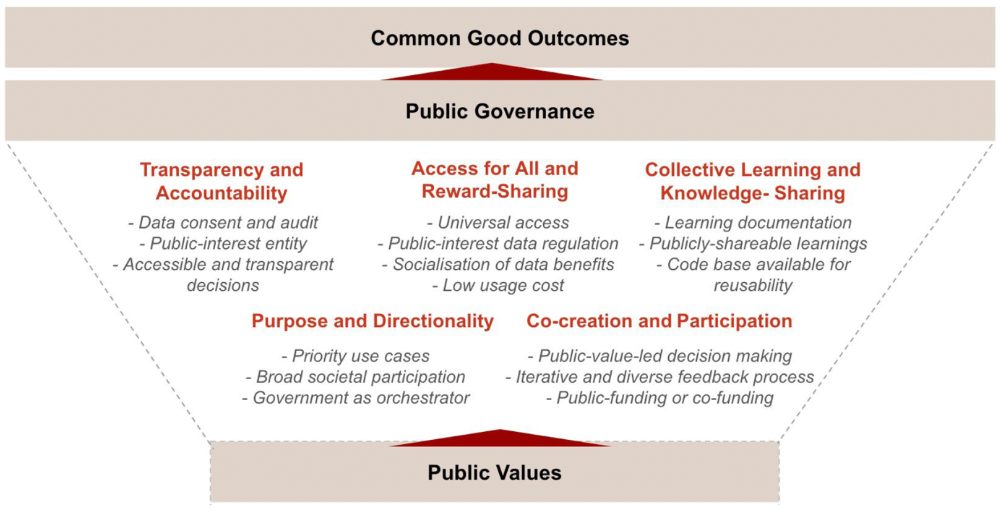 Common Good Outcomes
Public Governance
Transparency and
Accountability
- Data consent and audit
- Public-interest entity
- Accessible and transparent
decisions
Access for All and
Reward-Sharing
- Universal access
- Public-interest data regulation
- Socialisation of data benefits
- Low usage cost
Collective Learning and
Knowledge- Sharing
- Learning documentation
- Publicly-shareable learnings
- Code base available for
reusability
Purpose and Directionality
- Priority use cases
- Broad societal participation
- Government as orchestrator
Co-creation and Participation
- Public-value-led decision making
- Iterative and diverse feedback process
- Public-funding or co-funding
Public Values